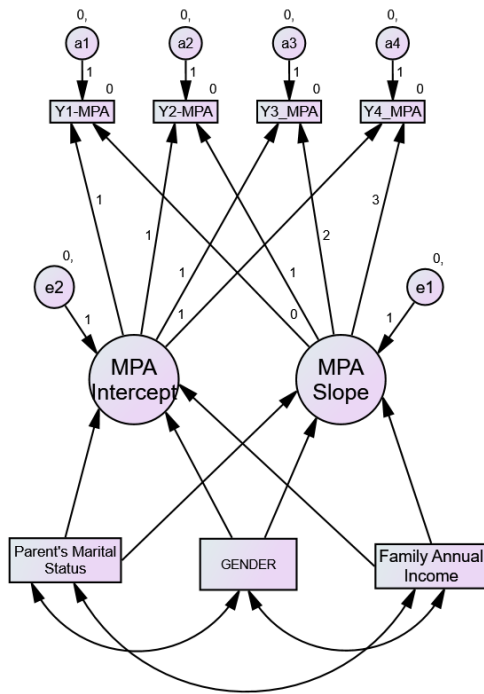 0, 0, 0, 0,
a1 a2 a3 a4
1 0 1 0 1 0 1 0
Y1-MPA Y2-MPA Y3_MPA Y4_MPA
1 3
1 2
0, 0,
1 1
e2 e1
1 1 0 1
MPA
Intercept
MPA
Slope
Parent's Marital
Status
GENDER
Family Annual
Income